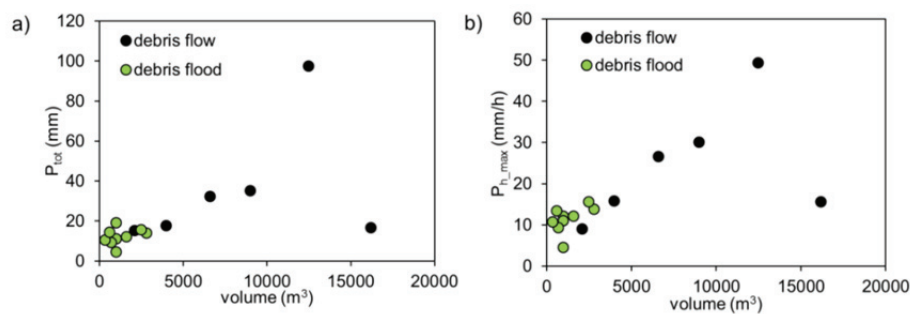 a)
debris flow
debris flood
P_tot (mm)
120
100
80
60
40
20
0
0 5000 10000 15000 20000
volume (m³)
b)
debris flow
debris flood
P_h_max (mm/h)
60
50
40
30
20
10
0
0 5000 10000 15000 20000
volume (m³)